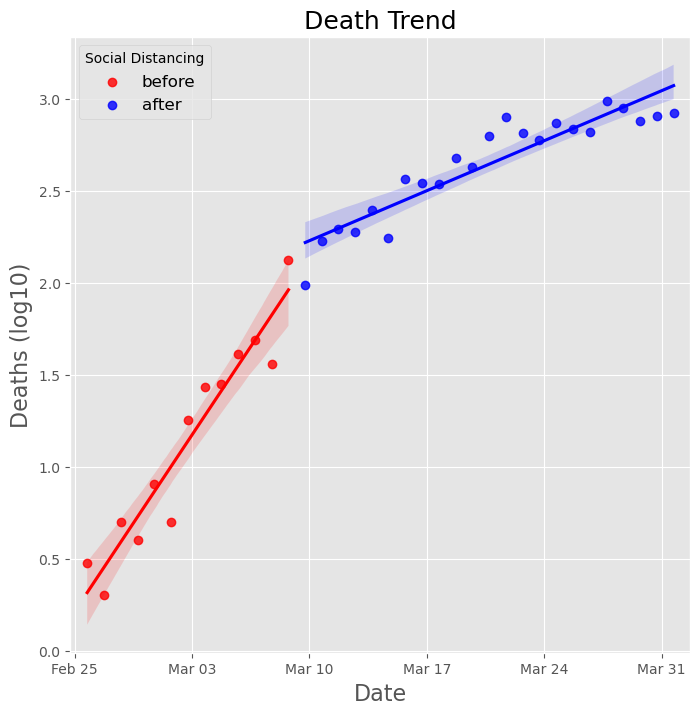 Death Trend
Social Distancing
before
after
3.0
2.5
2.0
1.5
1.0
0.5
0.0
Deaths (log10)
Feb 25 Mar 03 Mar 10 Mar 17 Mar 24 Mar 31
Date